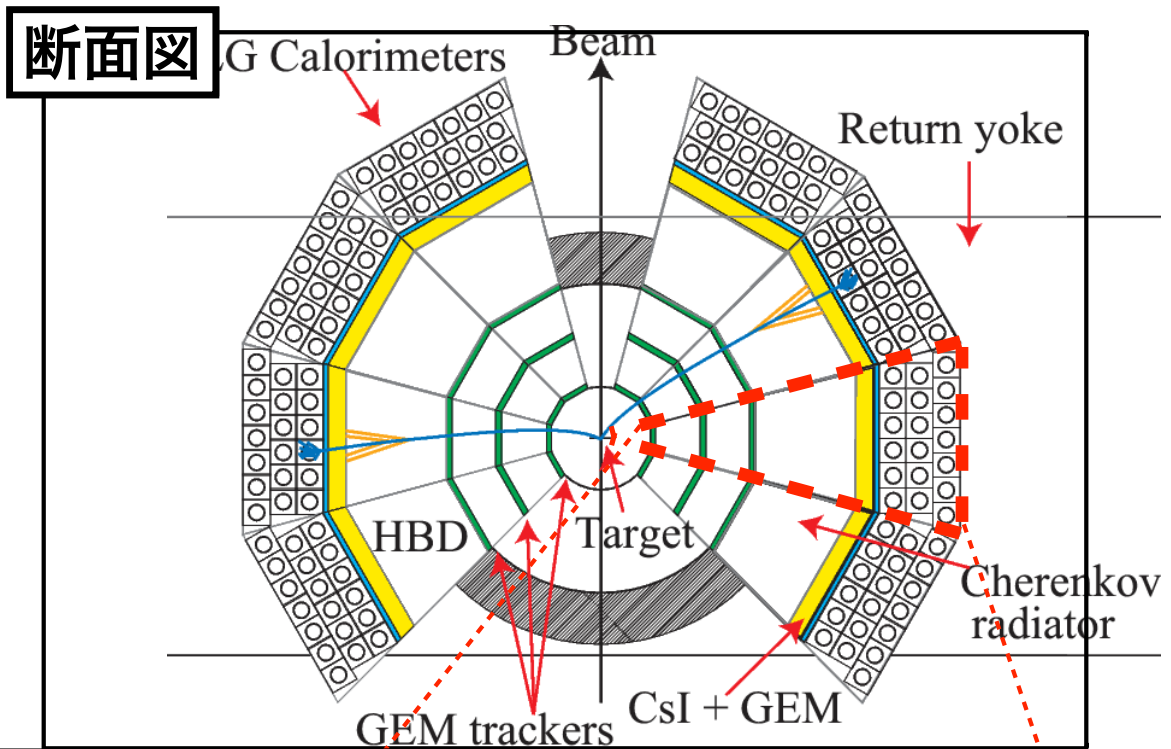 断面図
G Calorimeters
Beam
Return yoke
HBD
Target
Cherenkov
radiator
CsI + GEM
GEM trackers